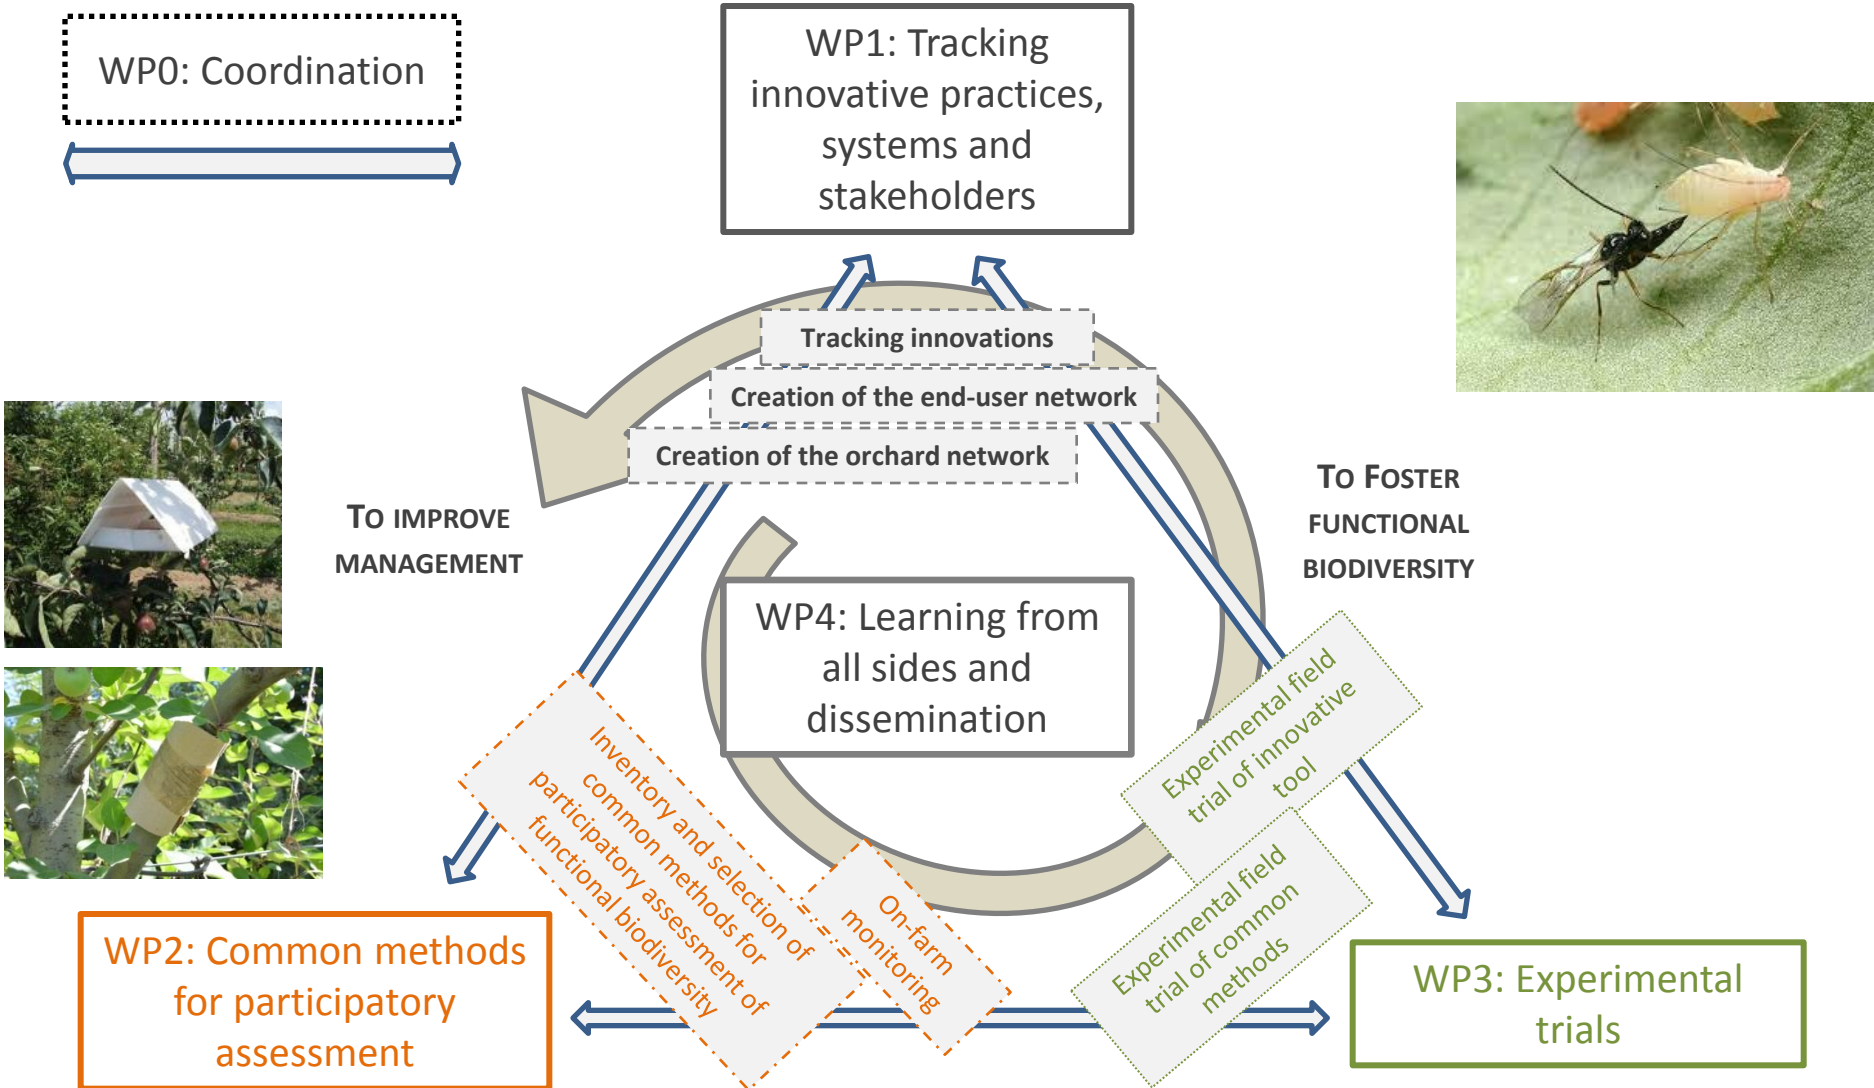 WP0: Coordination
WP1: Tracking
innovative practices,
systems and
stakeholders
Tracking innovations
Creation of the end-user network
Creation of the orchard network
TO IMPROVE
MANAGEMENT
TO FOSTER
FUNCTIONAL
BIODIVERSITY
WP4: Learning from
all sides and
dissemination
Inventory and selection of
common methods for
participatory assessment of
functional biodiversity
On-farm
monitoring
Experimental field
trial of innovative
tool
Experimental field
trial of common
methods
WP2: Common methods
for participatory
assessment
WP3: Experimental
trials